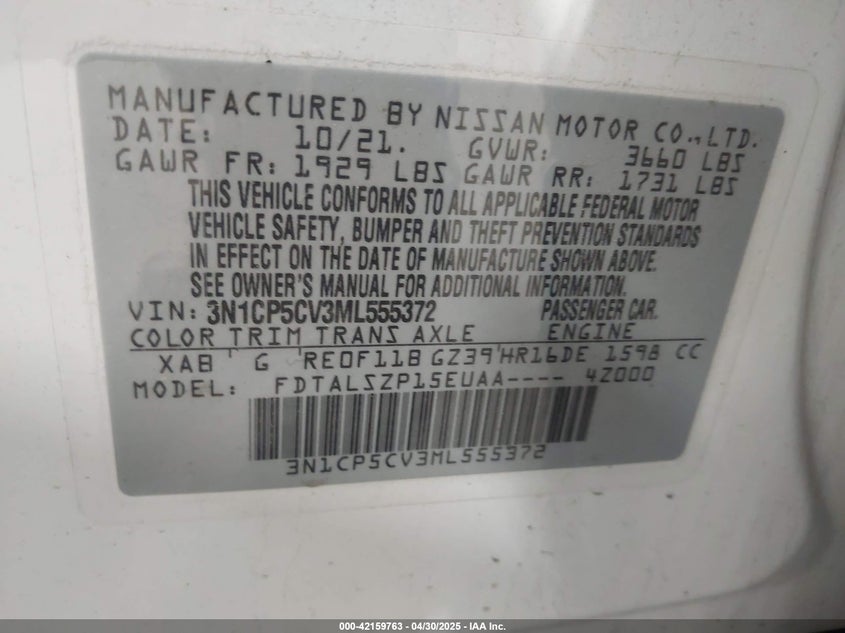 MANUFACTURED BY NISSAN MOTOR CO., LTD.
DATE: 10/21. GVWR: 3660 LBS
GAWR FR: 1929 LBS GAWR RR: 1731 LBS
THIS VEHICLE CONFORMS TO ALL APPLICABLE FEDERAL MOTOR
VEHICLE SAFETY, BUMPER AND THEFT PREVENTION STANDARDS
IN EFFECT ON THE DATE OF MANUFACTURE SHOWN ABOVE.
SEE OWNER'S MANUAL FOR ADDITIONAL INFORMATION.
VIN: 3N1CP5CV3ML555372 PASSENGER CAR.
COLOR TRIM TRANS AXLE ENGINE
XAB G RE0F11B GZ39 HR16DE 1598 CC
MODEL: FDTALSZP15EUAA---- 4Z000
3N1CP5CV3ML555372
000-42159763 - 04/30/2025 - IAA Inc.